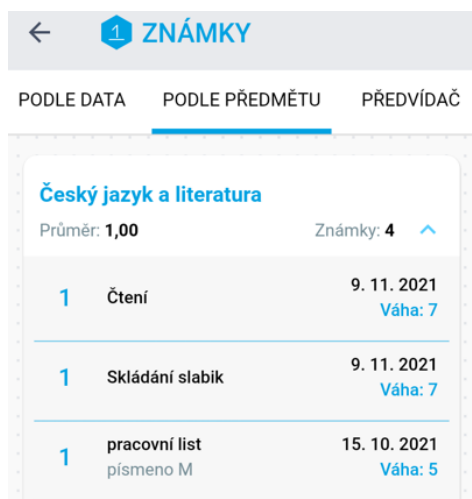 1 ZNÁMKY
PODLE DATA PODLE PŘEDMĚTU PŘEDVÍDAČ
Český jazyk a literatura
Průměr: 1,00 Známky: 4
1 Čtení 9. 11. 2021
Váha: 7
1 Skládání slabik 9. 11. 2021
Váha: 7
1 pracovní list 15. 10. 2021
písmeno M Váha: 5